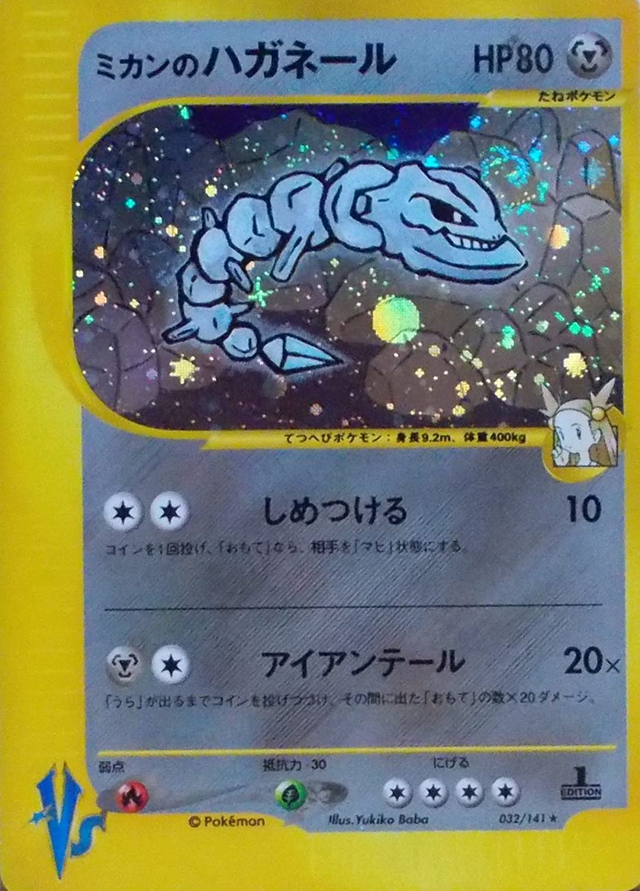 ミカンのハガネール HP80
たねポケモン
てつへびポケモン：身長9.2m、体重400kg
しめつける 10
コインを1回投げ、「おもて」なら、相手を「マヒ」状態にする。
アイアンテール 20×
「うら」が出るまでコインを投げつづけ、その間に出た「おもて」の数×20ダメージ。
弱点 抵抗力 - 30 にげる
1
EDITION
VS
© Pokémon Illus.Yukiko Baba 032/141★